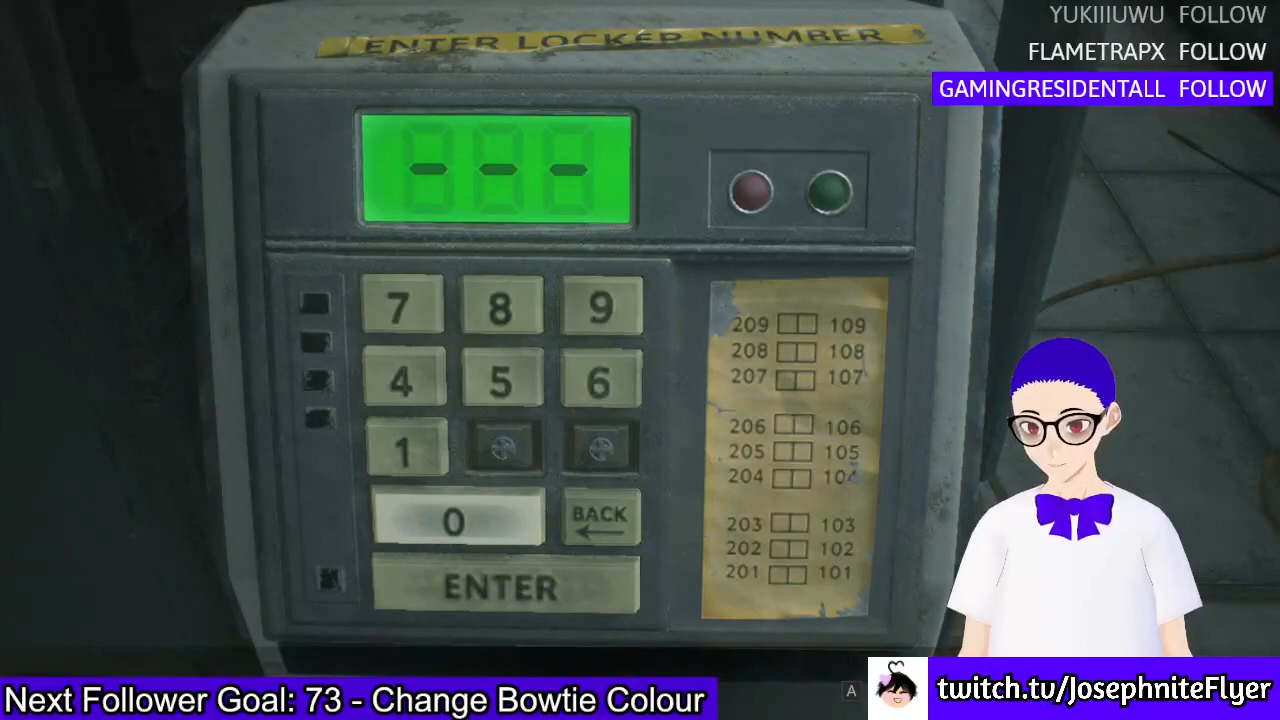 YUKIIIUWU FOLLOW
FLAMETRAPX FOLLOW
GAMINGRESIDENTALL FOLLOW
ENTER LOCKER NUMBER
---
7 8 9
4 5 6
1
0 BACK
ENTER
209 109
208 108
207 107
206 106
205 105
204 104
203 103
202 102
201 101
Next Follower Goal: 73 - Change Bowtie Colour
A
twitch.tv/JosephniteFlyer